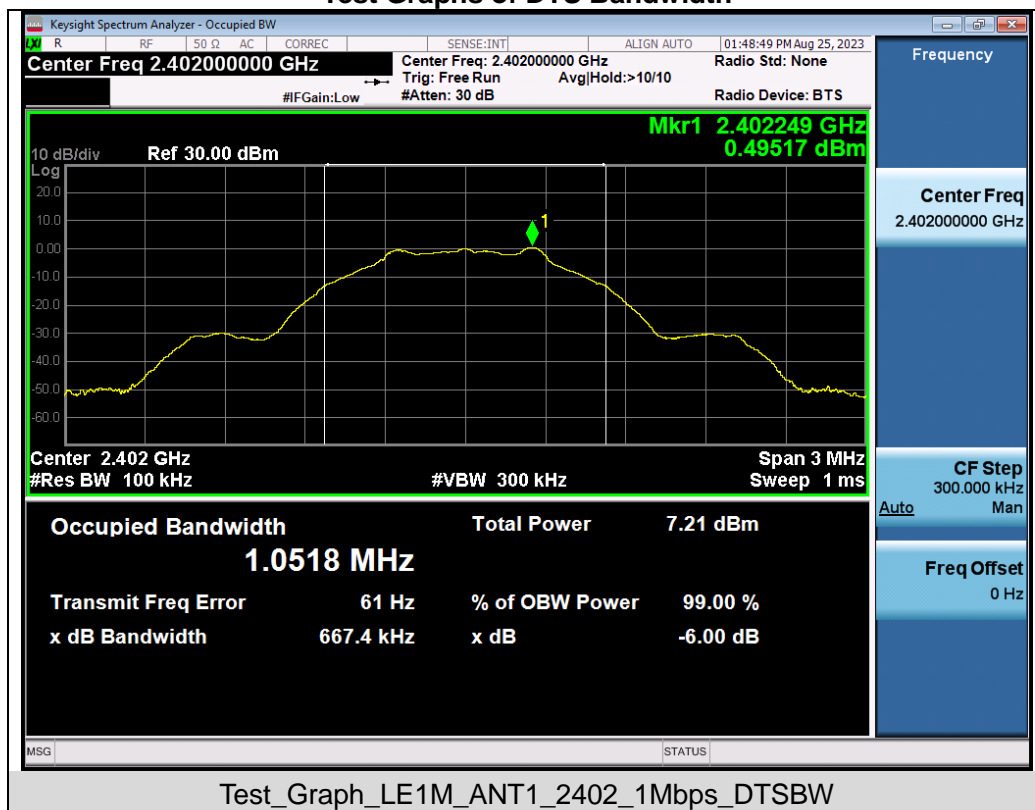 Test Graphs of DTS Bandwidth
Keysight Spectrum Analyzer - Occupied BW
LXI R RF 50 Ω AC CORREC SENSE:INT ALIGN AUTO 01:48:49 PM Aug 25, 2023
Center Freq 2.402000000 GHz
Center Freq: 2.402000000 GHz Radio Std: None
Trig: Free Run Avg|Hold:>10/10
#IFGain:Low #Atten: 30 dB Radio Device: BTS
Frequency
Mkr1 2.402249 GHz
0.49517 dBm
10 dB/div Ref 30.00 dBm
Log
20.0
10.0
0.00
-10.0
-20.0
-30.0
-40.0
-50.0
-60.0
1
Center 2.402 GHz Span 3 MHz
#Res BW 100 kHz #VBW 300 kHz Sweep 1 ms
Center Freq
2.402000000 GHz
CF Step
300.000 kHz
Auto Man
Freq Offset
0 Hz
Occupied Bandwidth Total Power 7.21 dBm
1.0518 MHz
Transmit Freq Error 61 Hz % of OBW Power 99.00 %
x dB Bandwidth 667.4 kHz x dB -6.00 dB
MSG STATUS
Test_Graph_LE1M_ANT1_2402_1Mbps_DTSBW